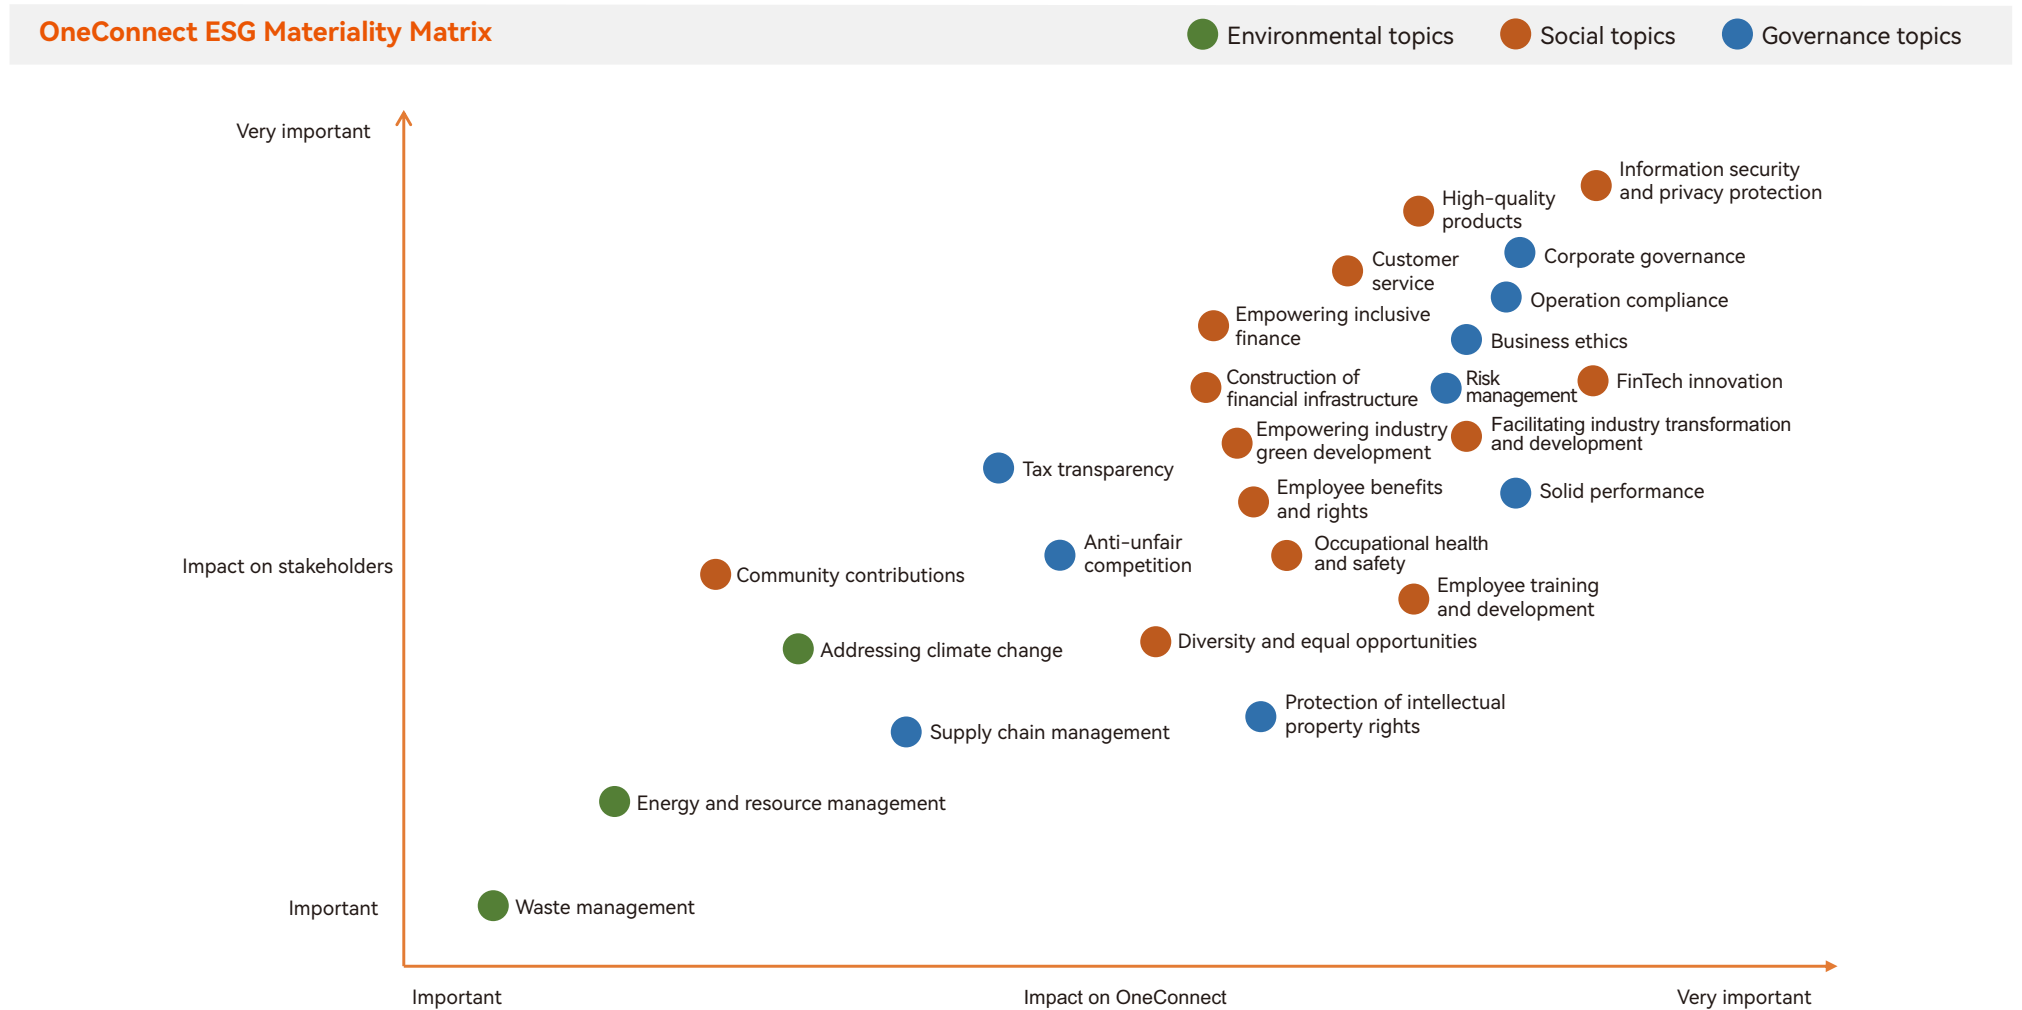 OneConnect ESG Materiality Matrix
Environmental topics
Social topics
Governance topics
Very important
Information security
and privacy protection
High-quality
products
Corporate governance
Customer
service
Operation compliance
Empowering inclusive
finance
Business ethics
Construction of
financial infrastructure
Risk
management
FinTech innovation
Empowering industry
green development
Facilitating industry transformation
and development
Tax transparency
Employee benefits
and rights
Solid performance
Anti-unfair
competition
Occupational health
and safety
Impact on stakeholders
Community contributions
Employee training
and development
Addressing climate change
Diversity and equal opportunities
Protection of intellectual
property rights
Supply chain management
Energy and resource management
Important
Waste management
Important
Impact on OneConnect
Very important